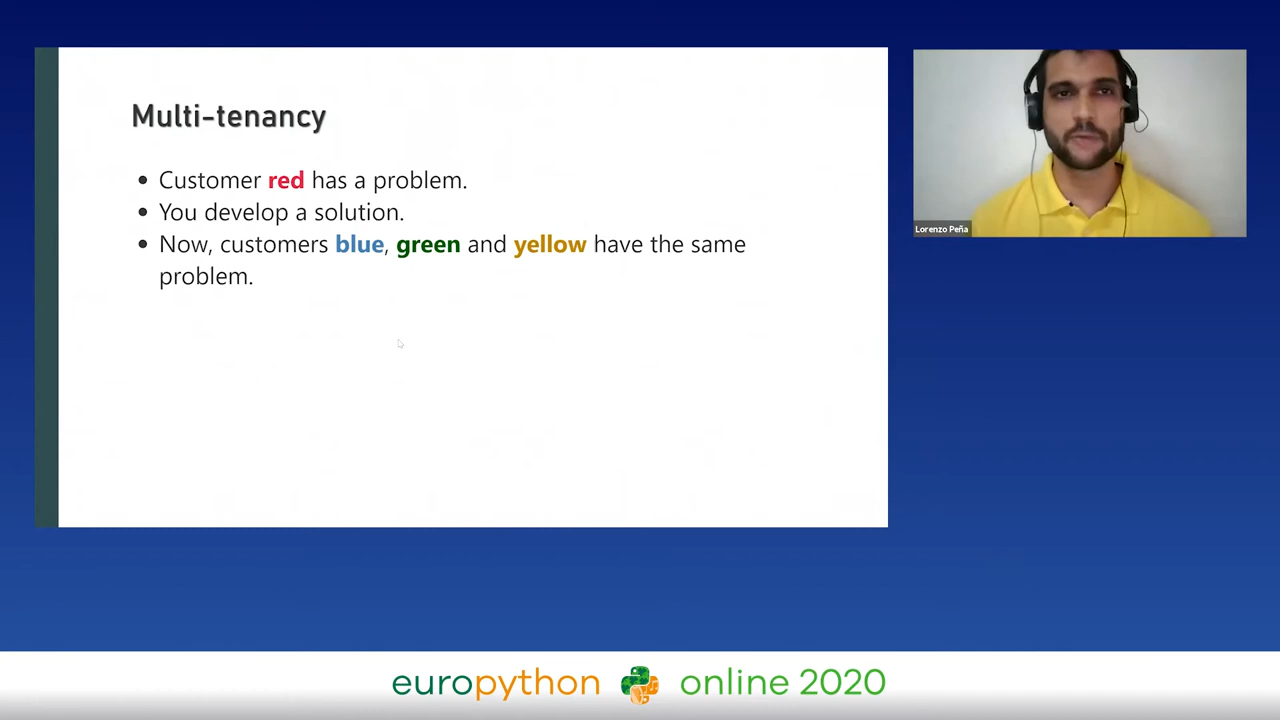 Multi-tenancy
• Customer red has a problem.
• You develop a solution.
• Now, customers blue, green and yellow have the same
problem.
Lorenzo Peña
europython online 2020